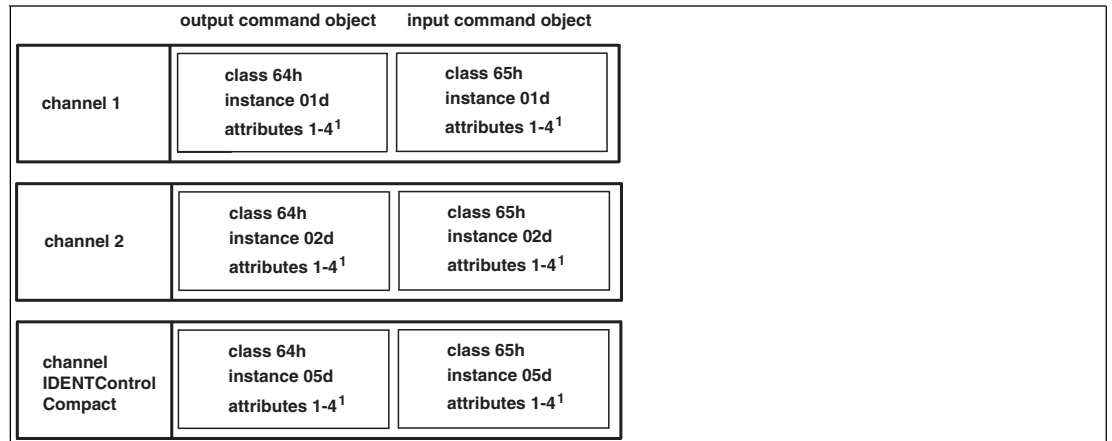 output command object input command object
channel 1
class 64h
instance 01d
attributes 1-4¹
class 65h
instance 01d
attributes 1-4¹
channel 2
class 64h
instance 02d
attributes 1-4¹
class 65h
instance 02d
attributes 1-4¹
channel
IDENTControl
Compact
class 64h
instance 05d
attributes 1-4¹
class 65h
instance 05d
attributes 1-4¹